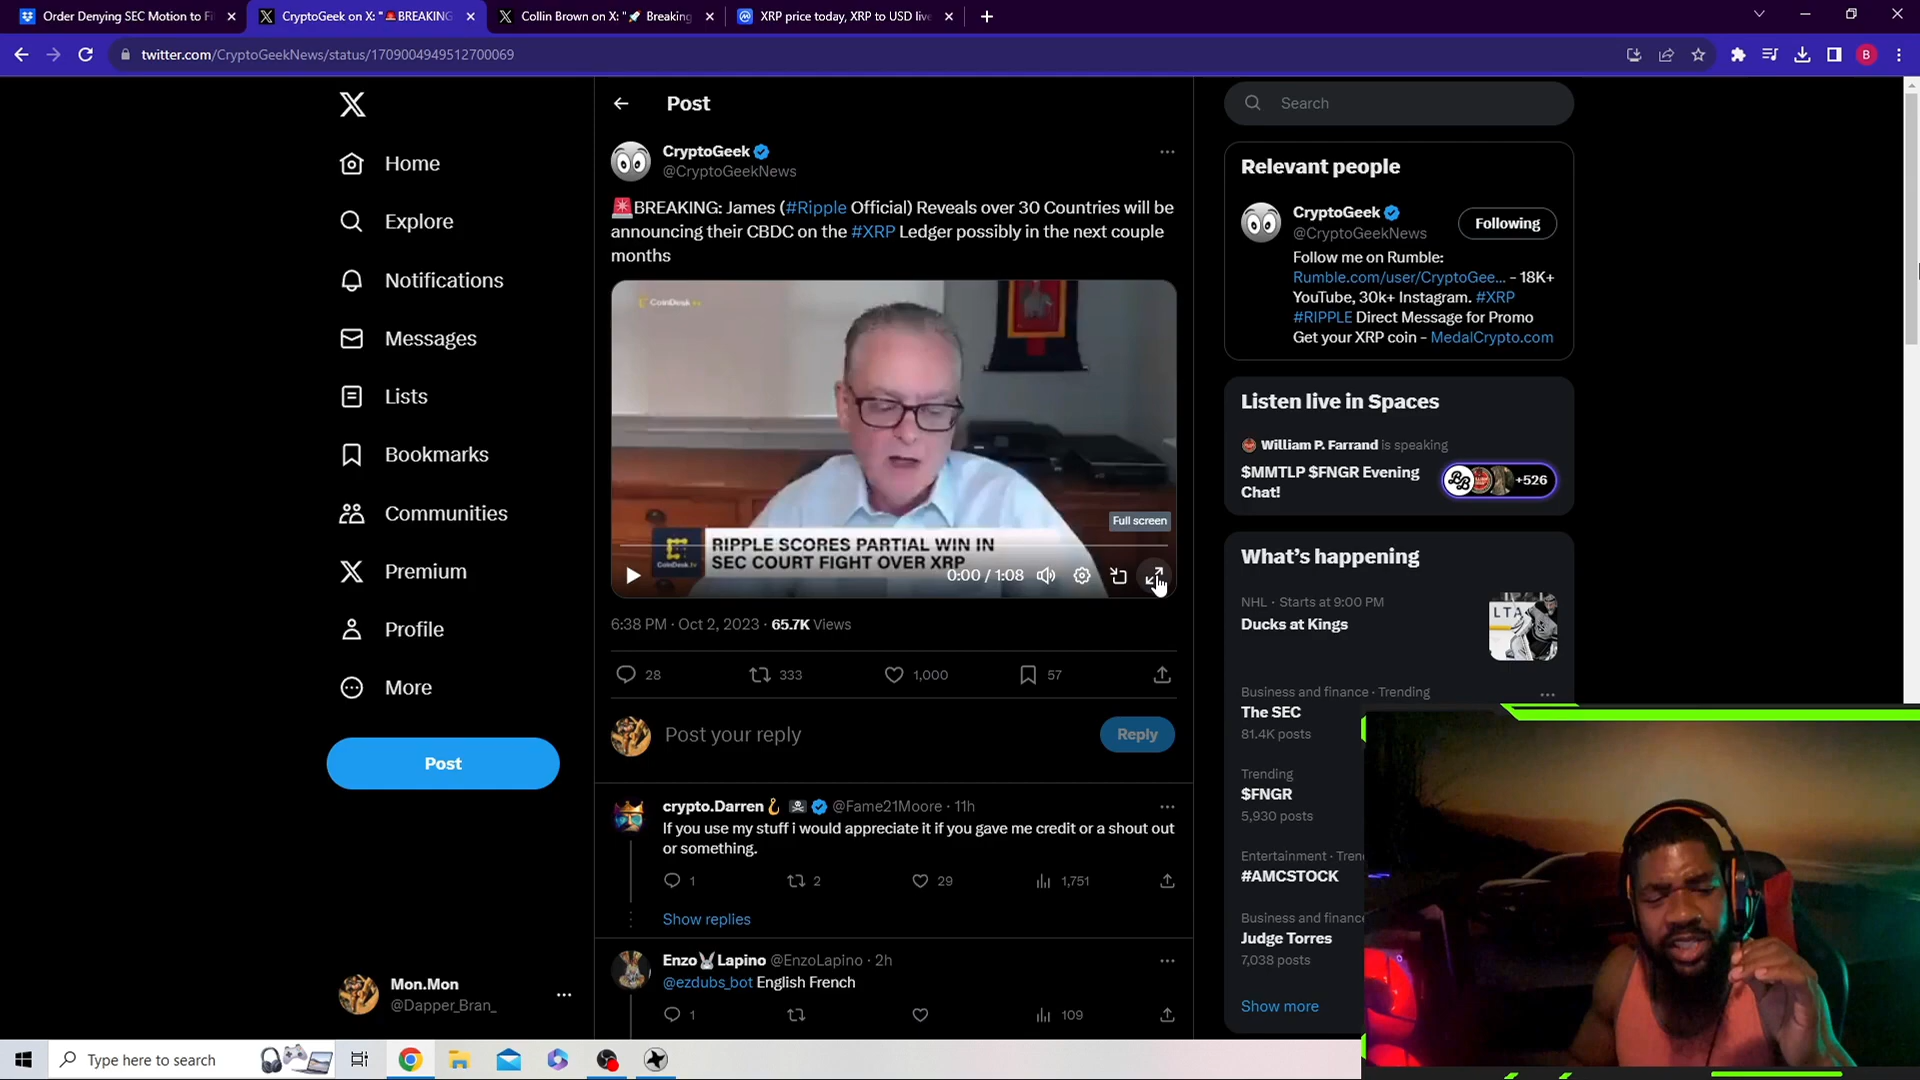 Order Denying SEC Motion to Fi
CryptoGeek on X: "🚨BREAKING
Collin Brown on X: "🚀 Breaking
XRP price today, XRP to USD live
twitter.com/CryptoGeekNews/status/1709004949512700069
B
Home
Explore
Notifications
Messages
Lists
Bookmarks
Communities
Premium
Profile
More
Post
Mon.Mon
@Dapper_Bran_
Post
CryptoGeek
@CryptoGeekNews
🚨BREAKING: James (#Ripple Official) Reveals over 30 Countries will be
announcing their CBDC on the #XRP Ledger possibly in the next couple
months
CoinDesk
Full screen
CoinDesk.tv
RIPPLE SCORES PARTIAL WIN IN
SEC COURT FIGHT OVER XRP
0:00 / 1:08
6:38 PM · Oct 2, 2023 · 65.7K Views
28
333
1,000
57
Post your reply
Reply
crypto.Darren @Fame21Moore · 11h
If you use my stuff i would appreciate it if you gave me credit or a shout out
or something.
1
2
29
1,751
Show replies
Enzo🐰Lapino @EnzoLapino · 2h
@ezdubs_bot English French
1
109
Search
Relevant people
CryptoGeek
@CryptoGeekNews
Following
Follow me on Rumble:
Rumble.com/user/CryptoGee... - 18K+
YouTube, 30k+ Instagram. #XRP
#RIPPLE Direct Message for Promo
Get your XRP coin - MedalCrypto.com
Listen live in Spaces
William P. Farrand is speaking
$MMTLP $FNGR Evening
Chat!
+526
What's happening
NHL · Starts at 9:00 PM
Ducks at Kings
LTA
Business and finance · Trending
The SEC
81.4K posts
Trending
$FNGR
5,930 posts
Entertainment · Tren
#AMCSTOCK
Business and finance
Judge Torres
7,038 posts
Show more
Type here to search